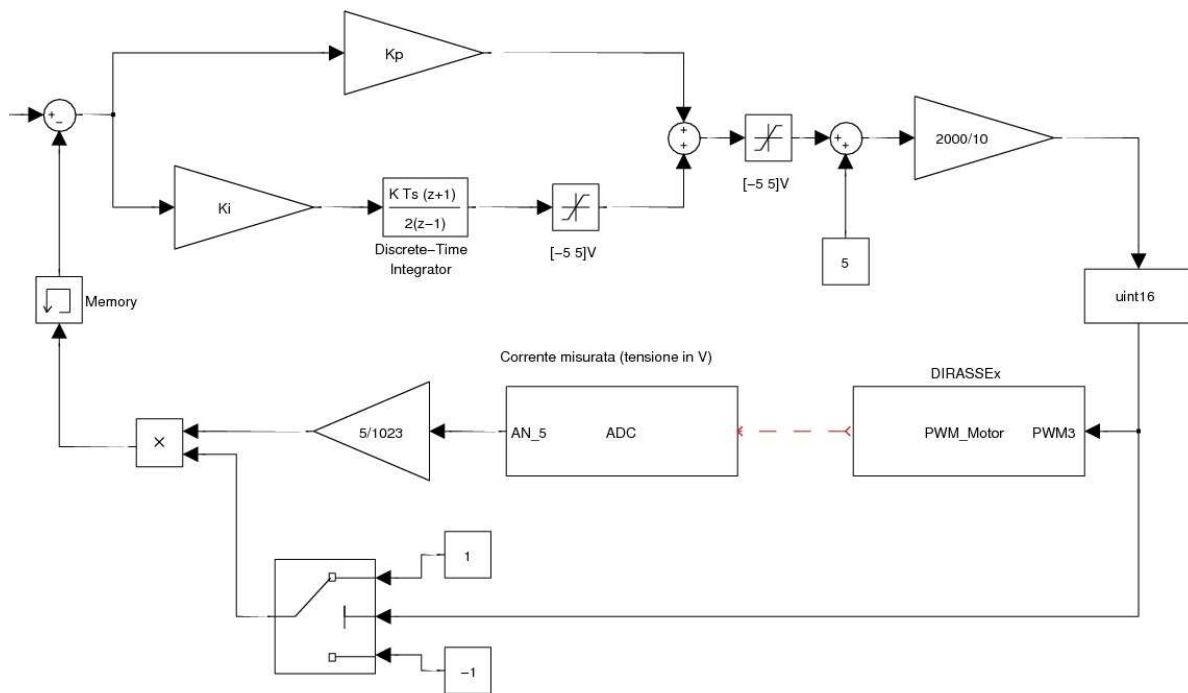 Kp
+
−
+
+
+
+
2000/10
[−5 5]V
Ki
K Ts (z+1)
2(z−1)
Discrete−Time
Integrator
[−5 5]V
5
uint16
Memory
Corrente misurata (tensione in V)
DIRASSEx
×
5/1023
AN_5
ADC
PWM_Motor
PWM3
1
−1